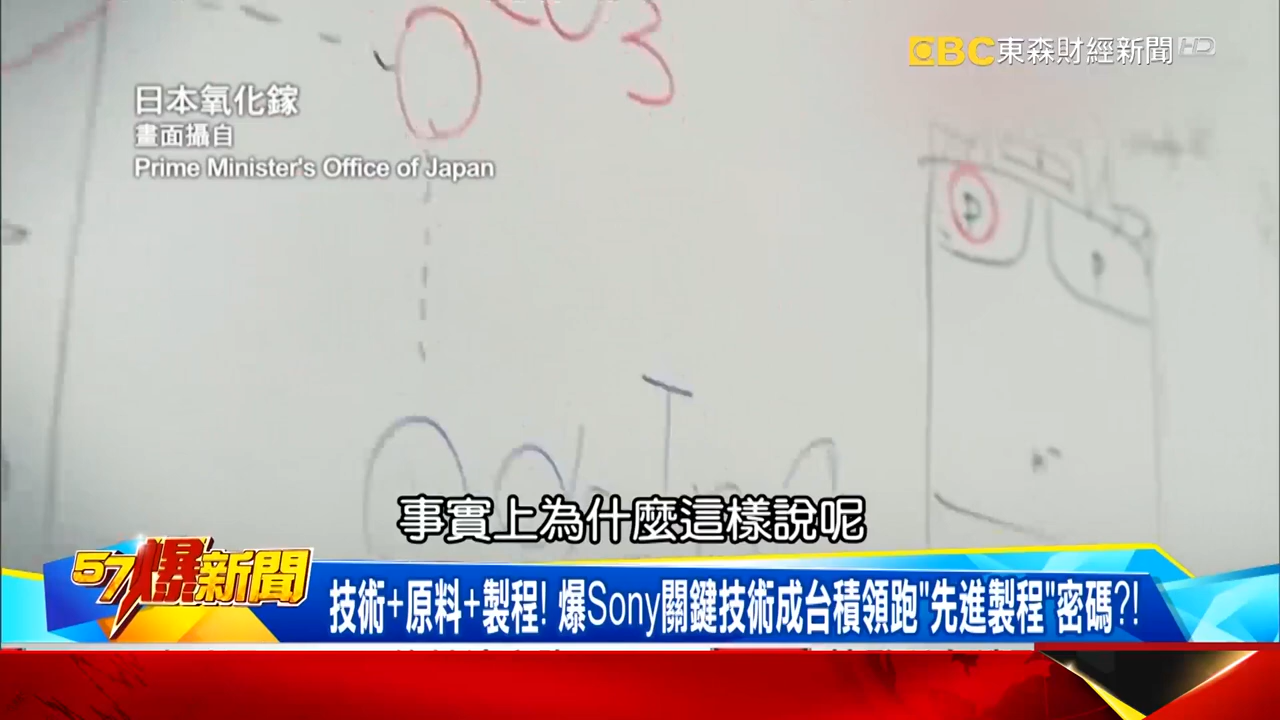 EBC東森財經新聞HD
日本氧化鎵
畫面攝自
Prime Minister's Office of Japan
3
P
P
事實上為什麼這樣說呢
57爆新聞
技術+原料+製程! 爆Sony關鍵技術成台積領跑"先進製程"密碼?!